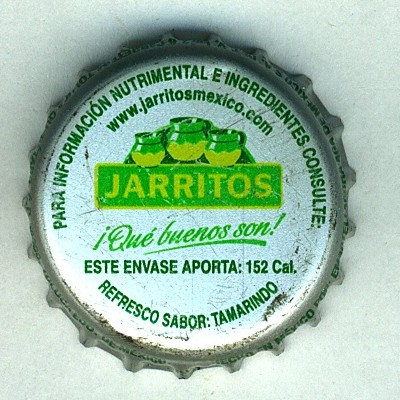 PARA INFORMACIÓN NUTRIMENTAL E INGREDIENTES CONSULTE:
www.jarritosmexico.com
JARRITOS
¡Qué buenos son!
ESTE ENVASE APORTA: 152 Cal.
REFRESCO SABOR: TAMARINDO